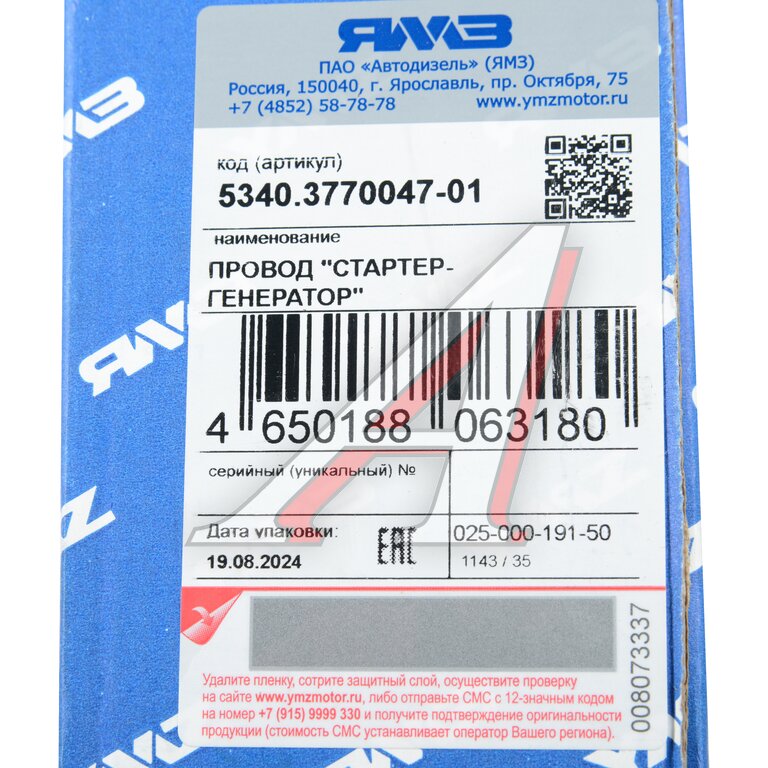 ЯМЗ
ПАО «Автодизель» (ЯМЗ)
Россия, 150040, г. Ярославль, пр. Октября, 75
+7 (4852) 58-78-78 www.ymzmotor.ru
код (артикул)
5340.3770047-01
наименование
ПРОВОД "СТАРТЕР-
ГЕНЕРАТОР"
4 650188 063180
серийный (уникальный) №
Дата упаковки:
19.08.2024
ЕАС
025-000-191-50
1143 / 35
008073337
Удалите пленку, сотрите защитный слой, осуществите проверку
на сайте www.ymzmotor.ru, либо отправьте СМС с 12-значным кодом
на номер +7 (915) 9999 330 и получите подтверждение оригинальности
продукции (стоимость СМС устанавливает оператор Вашего региона).
ЯМЗ
ЯМЗ